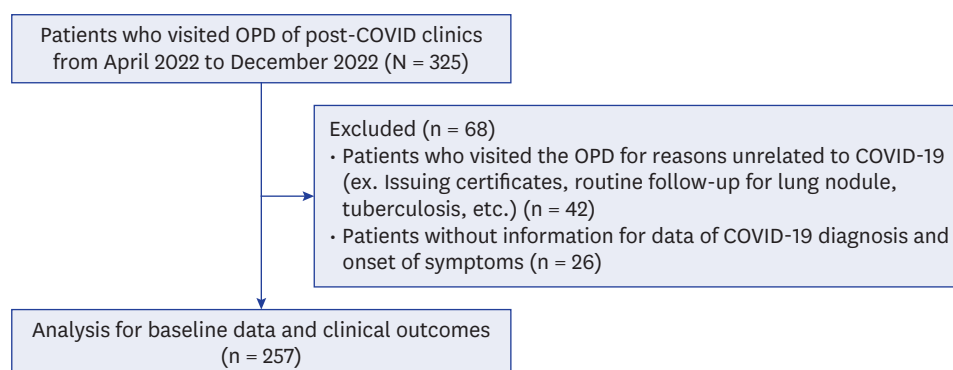 Patients who visited OPD of post-COVID clinics
from April 2022 to December 2022 (N = 325)
Excluded (n = 68)
· Patients who visited the OPD for reasons unrelated to COVID-19
(ex. Issuing certificates, routine follow-up for lung nodule,
tuberculosis, etc.) (n = 42)
· Patients without information for data of COVID-19 diagnosis and
onset of symptoms (n = 26)
Analysis for baseline data and clinical outcomes
(n = 257)